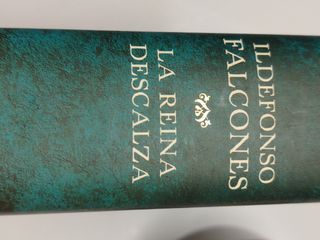 ILDEFONSO
FALCONES
LA REINA
DESCALZA